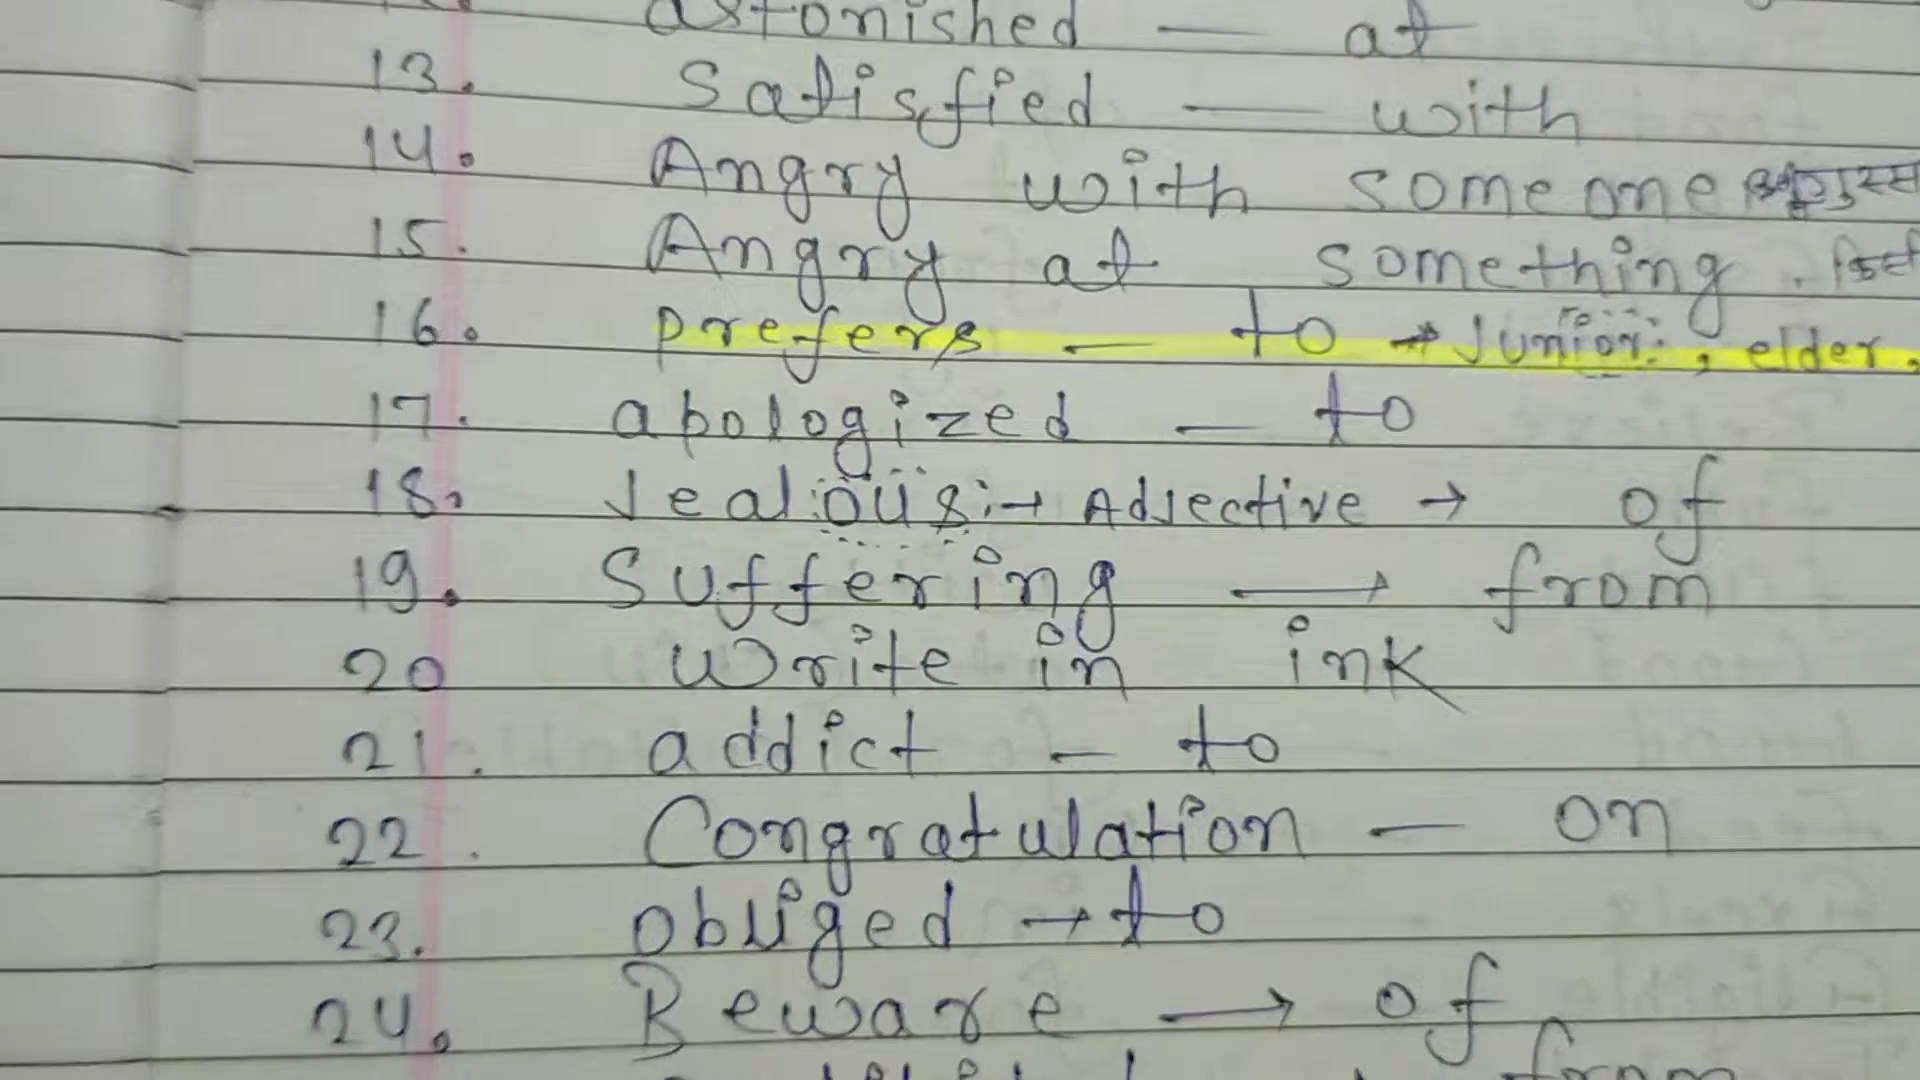 astonished — at
13. Satisfied — with
14. Angry with someone
15. Angry at something.
16. prefers — to → Junior, elder,
17. apologized — to
18. Jealous → Adjective → of
19. Suffering → from
20 Write in ink
21. addict — to
22. Congratulation — on
23. obliged → to
24. Beware → of
from